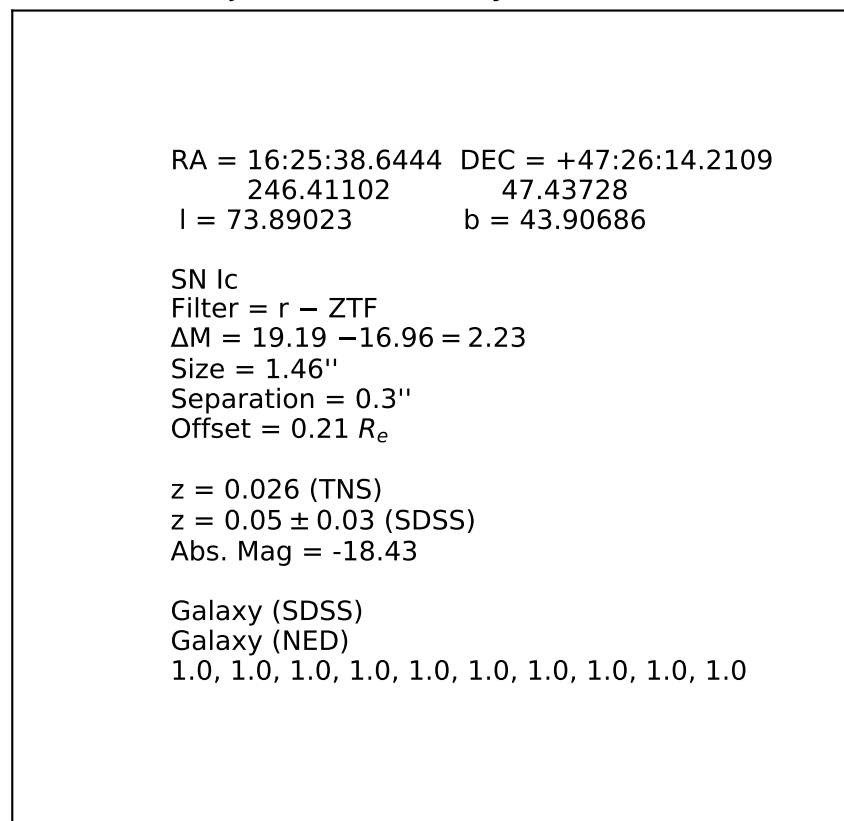 RA = 16:25:38.6444  DEC = +47:26:14.2109
246.41102  47.43728
l = 73.89023  b = 43.90686
SN Ic
Filter = r − ZTF
ΔM = 19.19 −16.96 = 2.23
Size = 1.46''
Separation = 0.3''
Offset = 0.21 Rₑ
z = 0.026 (TNS)
z = 0.05 ± 0.03 (SDSS)
Abs. Mag = -18.43
Galaxy (SDSS)
Galaxy (NED)
1.0, 1.0, 1.0, 1.0, 1.0, 1.0, 1.0, 1.0, 1.0, 1.0